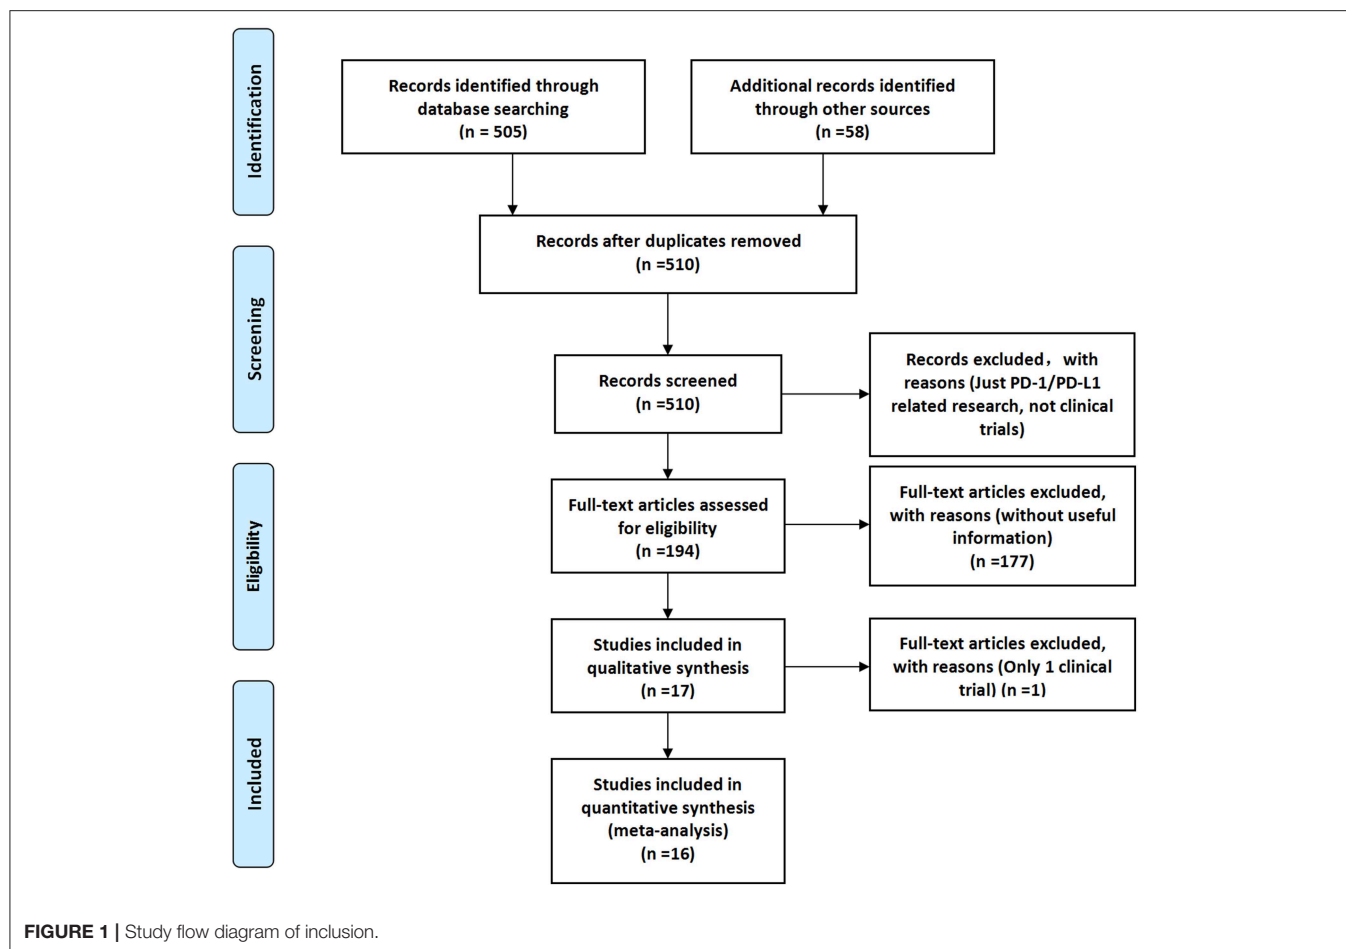 Identification
Records identified through
database searching
(n = 505)
Additional records identified
through other sources
(n =58)
Records after duplicates removed
(n =510)
Screening
Records screened
(n =510)
Records excluded，with
reasons (Just PD-1/PD-L1
related research, not clinical
trials)
Eligibility
Full-text articles assessed
for eligibility
(n =194)
Full-text articles excluded,
with reasons (without useful
information)
(n =177)
Studies included in
qualitative synthesis
(n =17)
Full-text articles excluded,
with reasons (Only 1 clinical
trial) (n =1)
Included
Studies included in
quantitative synthesis
(meta-analysis)
(n =16)
FIGURE 1 | Study flow diagram of inclusion.